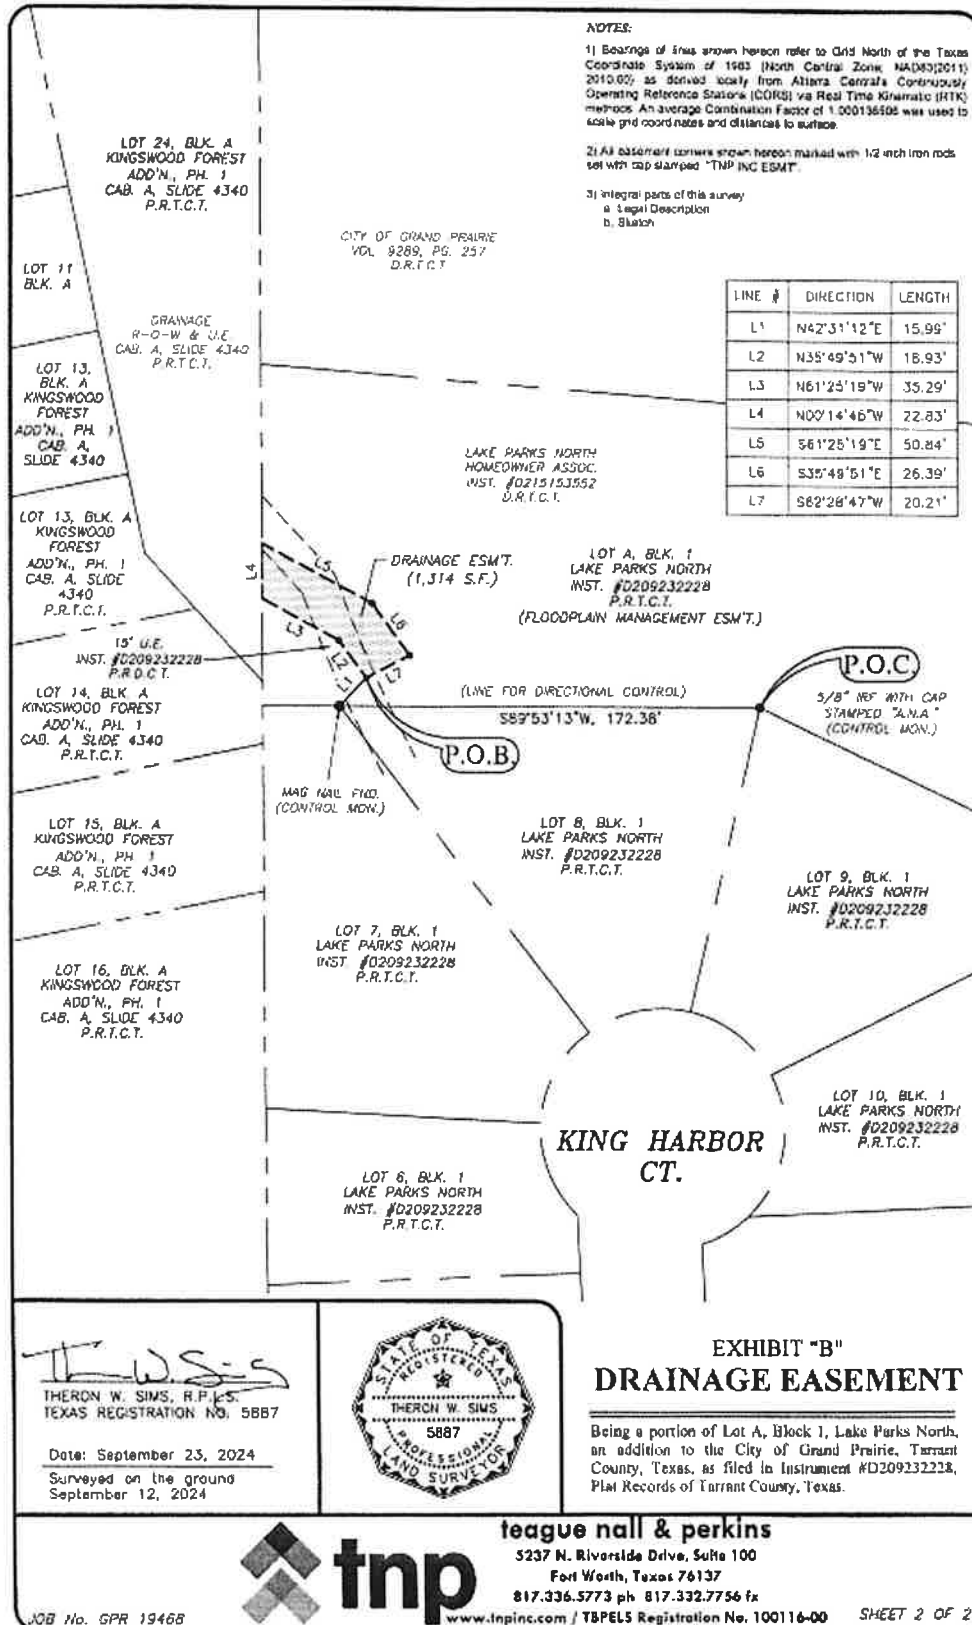 NOTES:
1) Bearings of lines shown hereon refer to Grid North of the Texas
Coordinate System of 1983 (North Central Zone; NAD83(2011)
2010.00) as derived locally from Continuously
Operating Reference Stations (CORS) via Real Time Kinematic (RTK)
methods. An average Combination Factor of 1.000136506 was used to
scale grid coordinates and distances to surface.
2) All easement corners shown hereon marked with 1/2 inch iron rods
set with cap stamped "TNP INC ESMT".
3) Integral parts of this survey
a. Legal Description
b. Sketch
LOT 24, BLK. A
KINGSWOOD FOREST
ADD'N., PH. 1
CAB. A, SLIDE 4340
P.R.T.C.T.
CITY OF GRAND PRAIRIE
VOL. 9289, PG. 257
D.R.T.C.T.
LOT 11
BLK. A
DRAINAGE
R-O-W & U.E.
CAB. A, SLIDE 4340
P.R.T.C.T.
LINE # DIRECTION LENGTH
L1 N42°31'12"E 15.99'
L2 N35°49'51"W 18.93'
L3 N61°25'19"W 35.29'
L4 N00°14'46"W 22.83'
L5 S61°25'19"E 50.84'
L6 S35°49'51"E 26.39'
L7 S62°28'47"W 20.21'
LOT 13,
BLK. A
KINGSWOOD
FOREST
ADD'N., PH. 1
CAB. A,
SLIDE 4340
LAKE PARKS NORTH
HOMEOWNER ASSOC.
INST. #D215153552
D.R.T.C.T.
LOT 13, BLK. A
KINGSWOOD
FOREST
ADD'N., PH. 1
CAB. A, SLIDE
4340
P.R.T.C.T.
DRAINAGE ESM'T.
(1,314 S.F.)
LOT A, BLK. 1
LAKE PARKS NORTH
INST. #D209232228
P.R.T.C.T.
(FLOODPLAIN MANAGEMENT ESM'T.)
L4
L5
L6
L3
L2
L1
L7
15' U.E.
INST. #D209232228
P.R.D.C.T.
P.O.C.
(LINE FOR DIRECTIONAL CONTROL)
S89°53'13"W, 172.38'
5/8" IRF WITH CAP
STAMPED "A.N.A."
(CONTROL MON.)
LOT 14, BLK. A
KINGSWOOD FOREST
ADD'N., PH. 1
CAB. A, SLIDE 4340
P.R.T.C.T.
P.O.B.
MAG NAIL FND.
(CONTROL MON.)
LOT 15, BLK. A
KINGSWOOD FOREST
ADD'N., PH. 1
CAB. A, SLIDE 4340
P.R.T.C.T.
LOT 8, BLK. 1
LAKE PARKS NORTH
INST. #D209232228
P.R.T.C.T.
LOT 9, BLK. 1
LAKE PARKS NORTH
INST. #D209232228
P.R.T.C.T.
LOT 7, BLK. 1
LAKE PARKS NORTH
INST. #D209232228
P.R.T.C.T.
LOT 16, BLK. A
KINGSWOOD FOREST
ADD'N., PH. 1
CAB. A, SLIDE 4340
P.R.T.C.T.
LOT 10, BLK. 1
LAKE PARKS NORTH
INST. #D209232228
P.R.T.C.T.
KING HARBOR
CT.
LOT 6, BLK. 1
LAKE PARKS NORTH
INST. #D209232228
P.R.T.C.T.
THERON W. SIMS, R.P.L.S.
TEXAS REGISTRATION NO. 5887
Date: September 23, 2024
Surveyed on the ground
September 12, 2024
STATE OF TEXAS
REGISTERED
THERON W. SIMS
5887
PROFESSIONAL
LAND SURVEYOR
EXHIBIT "B"
DRAINAGE EASEMENT
Being a portion of Lot A, Block 1, Lake Parks North,
an addition to the City of Grand Prairie, Tarrant
County, Texas, as filed in Instrument #D209232228,
Plat Records of Tarrant County, Texas.
tnp
teague nall & perkins
5237 N. Riverside Drive, Suite 100
Fort Worth, Texas 76137
817.336.5773 ph 817.332.7756 fx
www.tnpinc.com / TBPELS Registration No. 100116-00
JOB No. GPR 19468
SHEET 2 OF 2